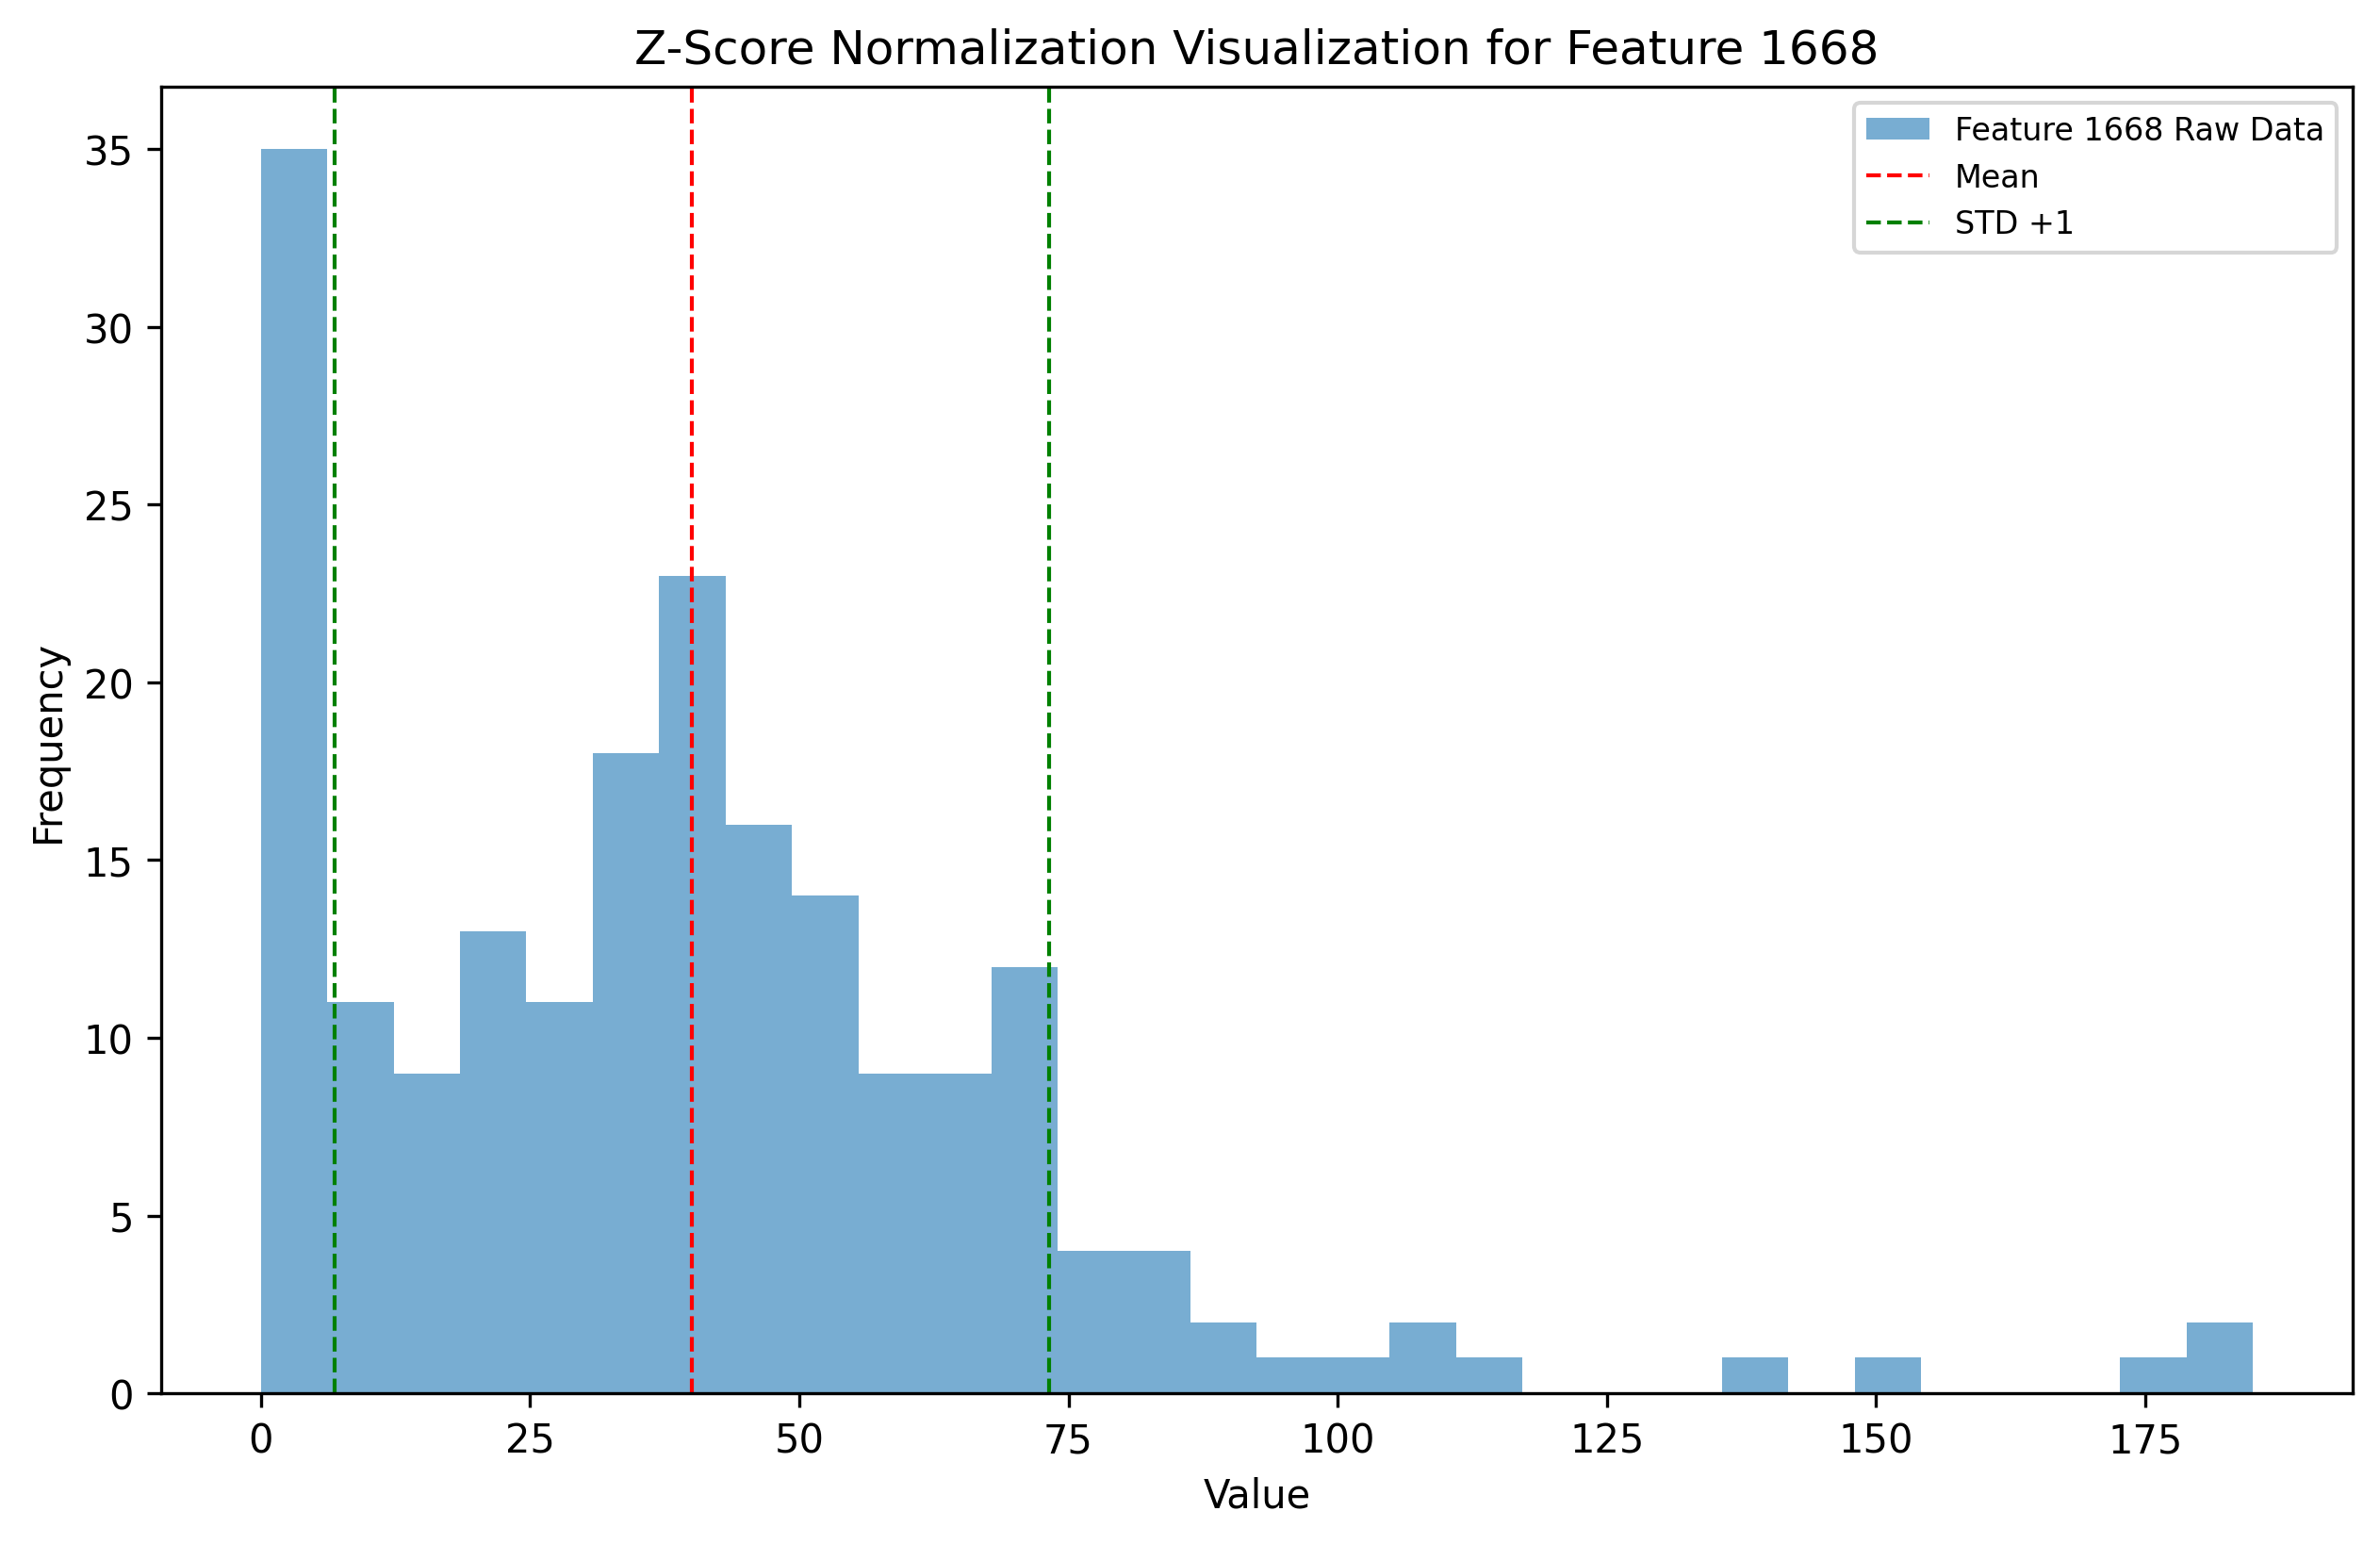 Z-Score Normalization Visualization for Feature 1668
Feature 1668 Raw Data
Mean
STD +1
35
30
25
20
15
10
5
0
Frequency
0 25 50 75 100 125 150 175
Value